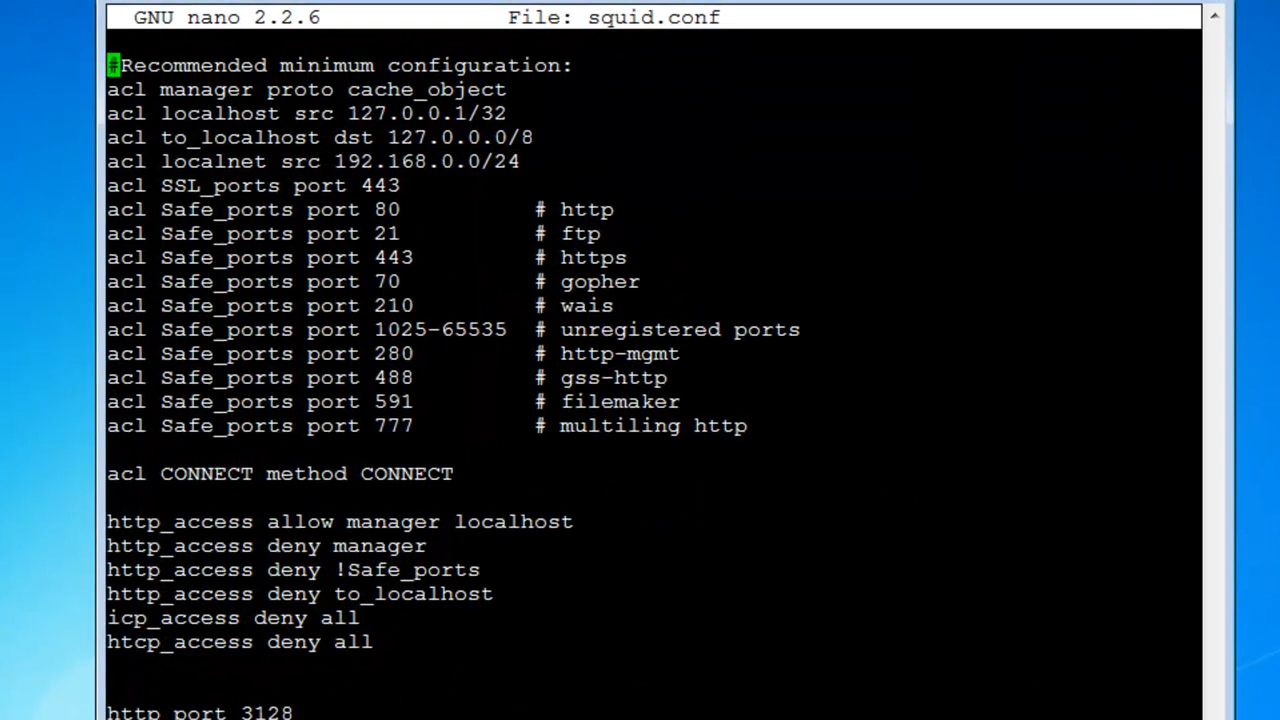 GNU nano 2.2.6 File: squid.conf
#Recommended minimum configuration:
acl manager proto cache_object
acl localhost src 127.0.0.1/32
acl to_localhost dst 127.0.0.0/8
acl localnet src 192.168.0.0/24
acl SSL_ports port 443
acl Safe_ports port 80 # http
acl Safe_ports port 21 # ftp
acl Safe_ports port 443 # https
acl Safe_ports port 70 # gopher
acl Safe_ports port 210 # wais
acl Safe_ports port 1025-65535 # unregistered ports
acl Safe_ports port 280 # http-mgmt
acl Safe_ports port 488 # gss-http
acl Safe_ports port 591 # filemaker
acl Safe_ports port 777 # multiling http
acl CONNECT method CONNECT
http_access allow manager localhost
http_access deny manager
http_access deny !Safe_ports
http_access deny to_localhost
icp_access deny all
htcp_access deny all
http_port 3128